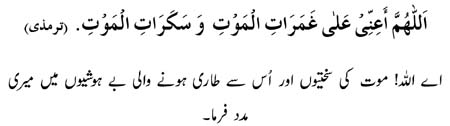 اَللّٰهُمَّ أَعِنِّيْ عَلٰى غَمَرَاتِ الْمَوْتِ وَ سَكَرَاتِ الْمَوْتِ. (ترمذی)
اے اللہ! موت کی سختیوں اور اُس سے طاری ہونے والی بے ہوشیوں میں میری
مدد فرما۔